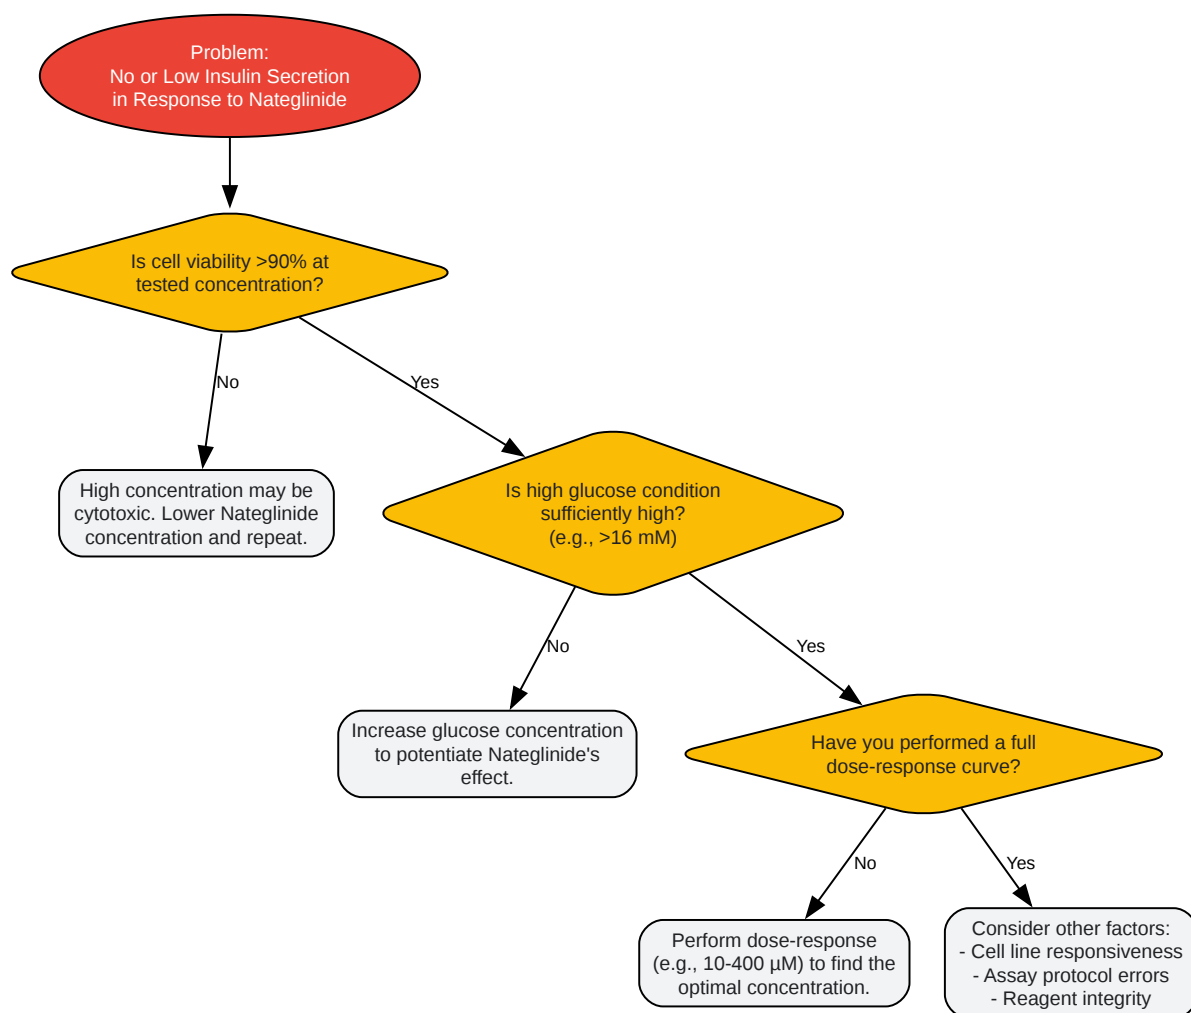 Problem:
No or Low Insulin Secretion
in Response to Nateglinide
Is cell viability >90% at
tested concentration?
No
Yes
High concentration may be
cytotoxic. Lower Nateglinide
concentration and repeat.
Is high glucose condition
sufficiently high?
(e.g., >16 mM)
No
Yes
Increase glucose concentration
to potentiate Nateglinide's
effect.
Have you performed a full
dose-response curve?
No
Yes
Perform dose-response
(e.g., 10-400 µM) to find the
optimal concentration.
Consider other factors:
- Cell line responsiveness
- Assay protocol errors
- Reagent integrity